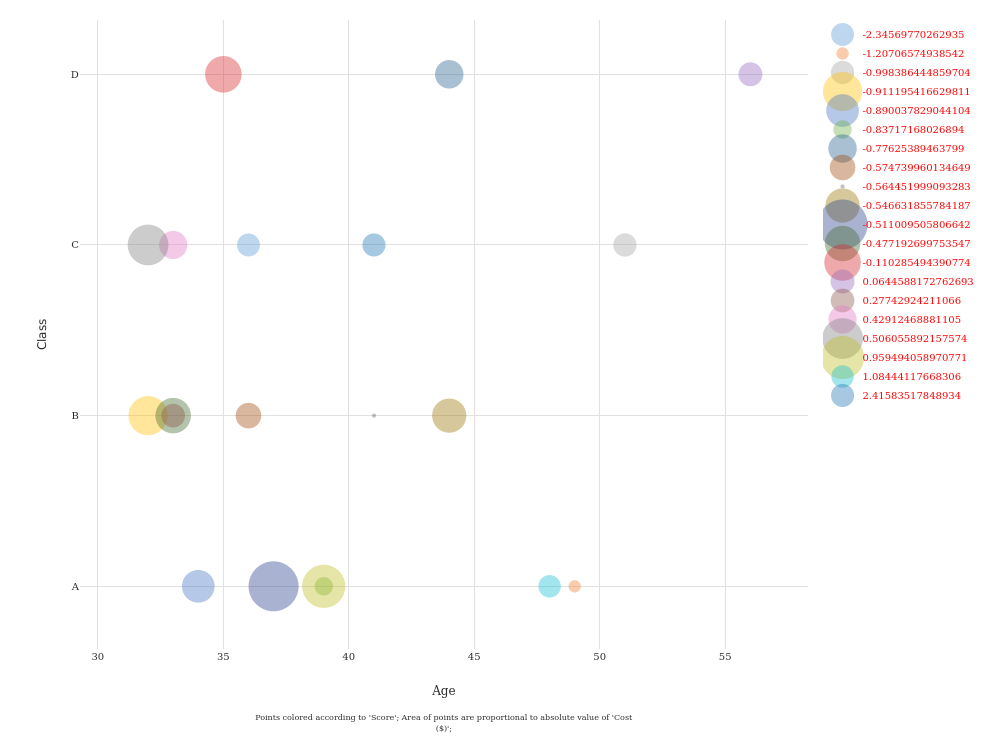 D
C
B
A
Class
30 35 40 45 50 55
Age
Points colored according to 'Score'; Area of points are proportional to absolute value of 'Cost
($)';
-2.34569770262935
-1.20706574938542
-0.998386444859704
-0.911195416629811
-0.890037829044104
-0.83717168026894
-0.77625389463799
-0.574739960134649
-0.564451999093283
-0.546631855784187
-0.511009505806642
-0.477192699753547
-0.110285494390774
0.0644588172762693
0.27742924211066
0.42912468881105
0.506055892157574
0.959494058970771
1.08444117668306
2.41583517848934